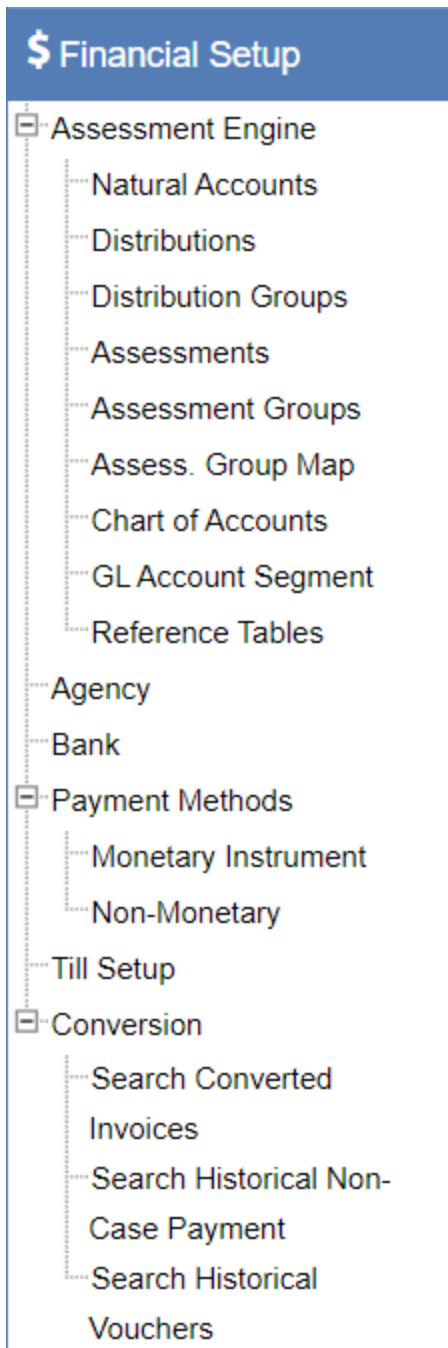 $ Financial Setup
Assessment Engine
Natural Accounts
Distributions
Distribution Groups
Assessments
Assessment Groups
Assess. Group Map
Chart of Accounts
GL Account Segment
Reference Tables
Agency
Bank
Payment Methods
Monetary Instrument
Non-Monetary
Till Setup
Conversion
Search Converted
Invoices
Search Historical Non-
Case Payment
Search Historical
Vouchers